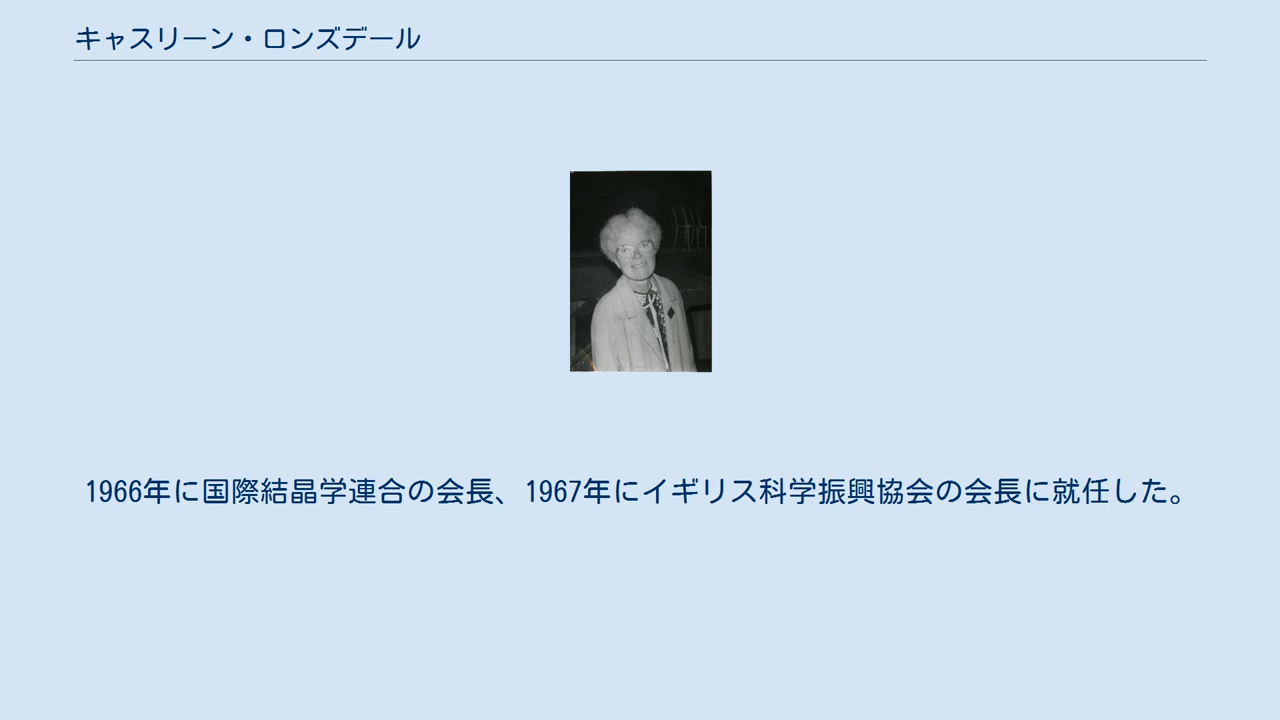 キャスリーン・ロンズデール
1966年に国際結晶学連合の会長、1967年にイギリス科学振興協会の会長に就任した。